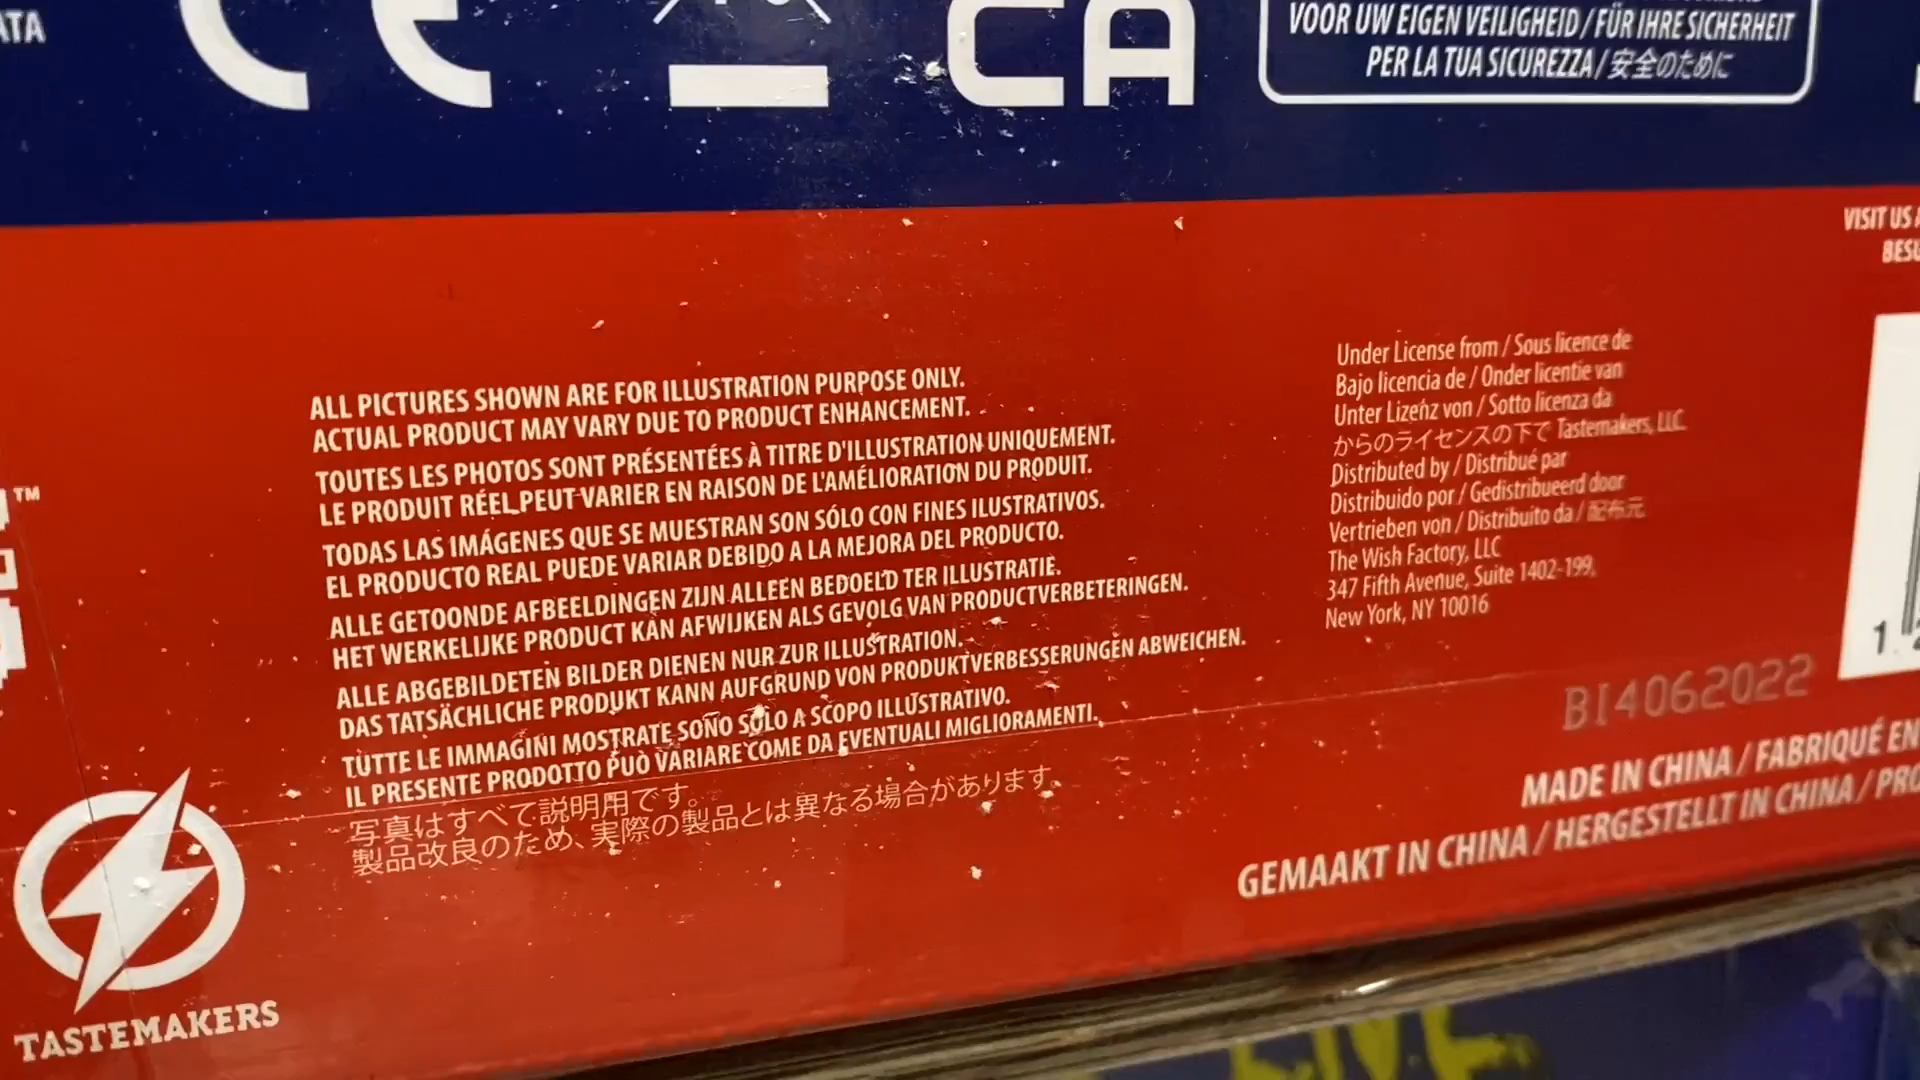 VOOR UW EIGEN VEILIGHEID / FÜR IHRE SICHERHEIT
PER LA TUA SICUREZZA / 安全のために
CE
CA
VISIT US
ALL PICTURES SHOWN ARE FOR ILLUSTRATION PURPOSE ONLY.
ACTUAL PRODUCT MAY VARY DUE TO PRODUCT ENHANCEMENT.
TOUTES LES PHOTOS SONT PRÉSENTÉES À TITRE D'ILLUSTRATION UNIQUEMENT.
LE PRODUIT RÉEL PEUT VARIER EN RAISON DE L'AMÉLIORATION DU PRODUIT.
TODAS LAS IMÁGENES QUE SE MUESTRAN SON SÓLO CON FINES ILUSTRATIVOS.
EL PRODUCTO REAL PUEDE VARIAR DEBIDO A LA MEJORA DEL PRODUCTO.
ALLE GETOONDE AFBEELDINGEN ZIJN ALLEEN BEDOELD TER ILLUSTRATIE.
HET WERKELIJKE PRODUCT KAN AFWIJKEN ALS GEVOLG VAN PRODUCTVERBETERINGEN.
ALLE ABGEBILDETEN BILDER DIENEN NUR ZUR ILLUSTRATION.
DAS TATSÄCHLICHE PRODUKT KANN AUFGRUND VON PRODUKTVERBESSERUNGEN ABWEICHEN.
TUTTE LE IMMAGINI MOSTRATE SONO SOLO A SCOPO ILLUSTRATIVO.
IL PRESENTE PRODOTTO PUÒ VARIARE COME DA EVENTUALI MIGLIORAMENTI.
写真はすべて説明用です。
製品改良のため、実際の製品とは異なる場合があります。
Under License from / Sous licence de
Bajo licencia de / Onder licentie van
Unter Lizenz von / Sotto licenza da
からのライセンスの下で Tastemakers, LLC
Distributed by / Distribué par
Distribuido por / Gedistribueerd door
Vertrieben von / Distribuito da / 配布元
The Wish Factory, LLC
347 Fifth Avenue, Suite 1402-199,
New York, NY 10016
BI4062022
MADE IN CHINA / FABRIQUÉ EN
GEMAAKT IN CHINA / HERGESTELLT IN CHINA / PRO
TASTEMAKERS
TM
1